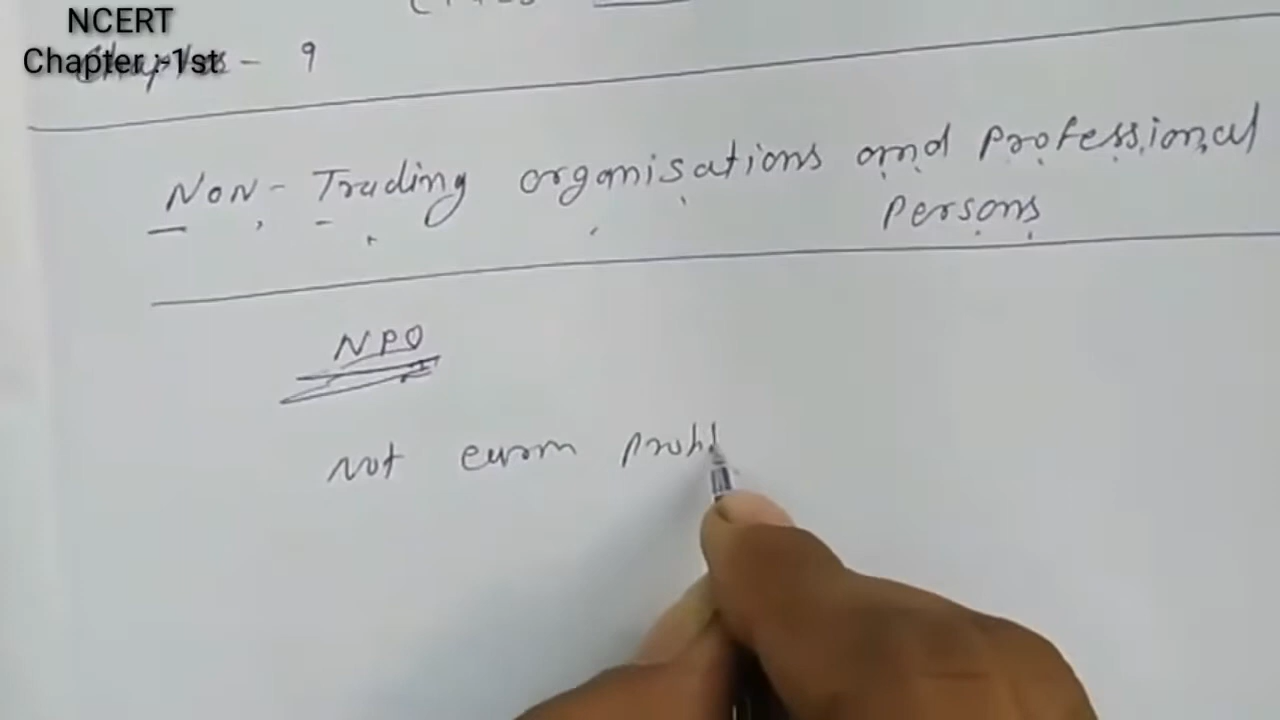 NCERT
Chapter :-1st
Chapter - 9
Non-Trading organisations and professional
persons
NPO
not earn